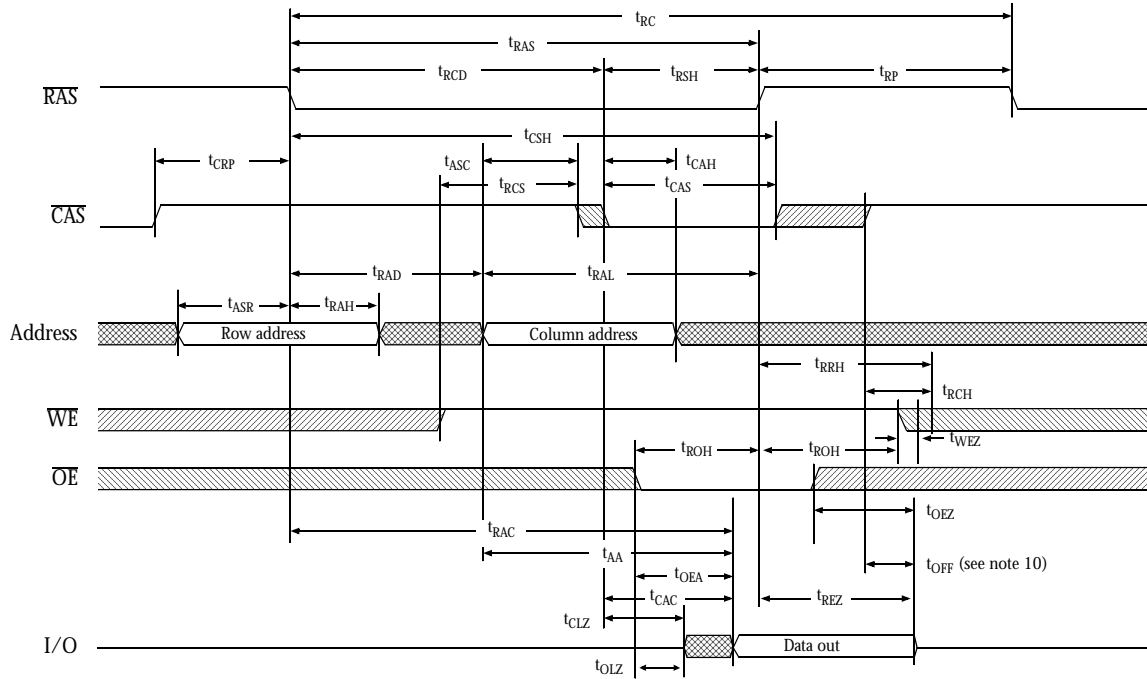 tRC
tRAS
tRCD tRSH tRP
RAS
tCSH
tCRP tASC tCAH
tRCS tCAS
CAS
tRAD tRAL
tASR tRAH
Address Row address Column address
tRRH
tRCH
WE
tROH tROH tWEZ
OE
tOEZ
tRAC
tAA
tOFF (see note 10)
tOEA
tCAC tREZ
tCLZ
I/O Data out
tOLZ